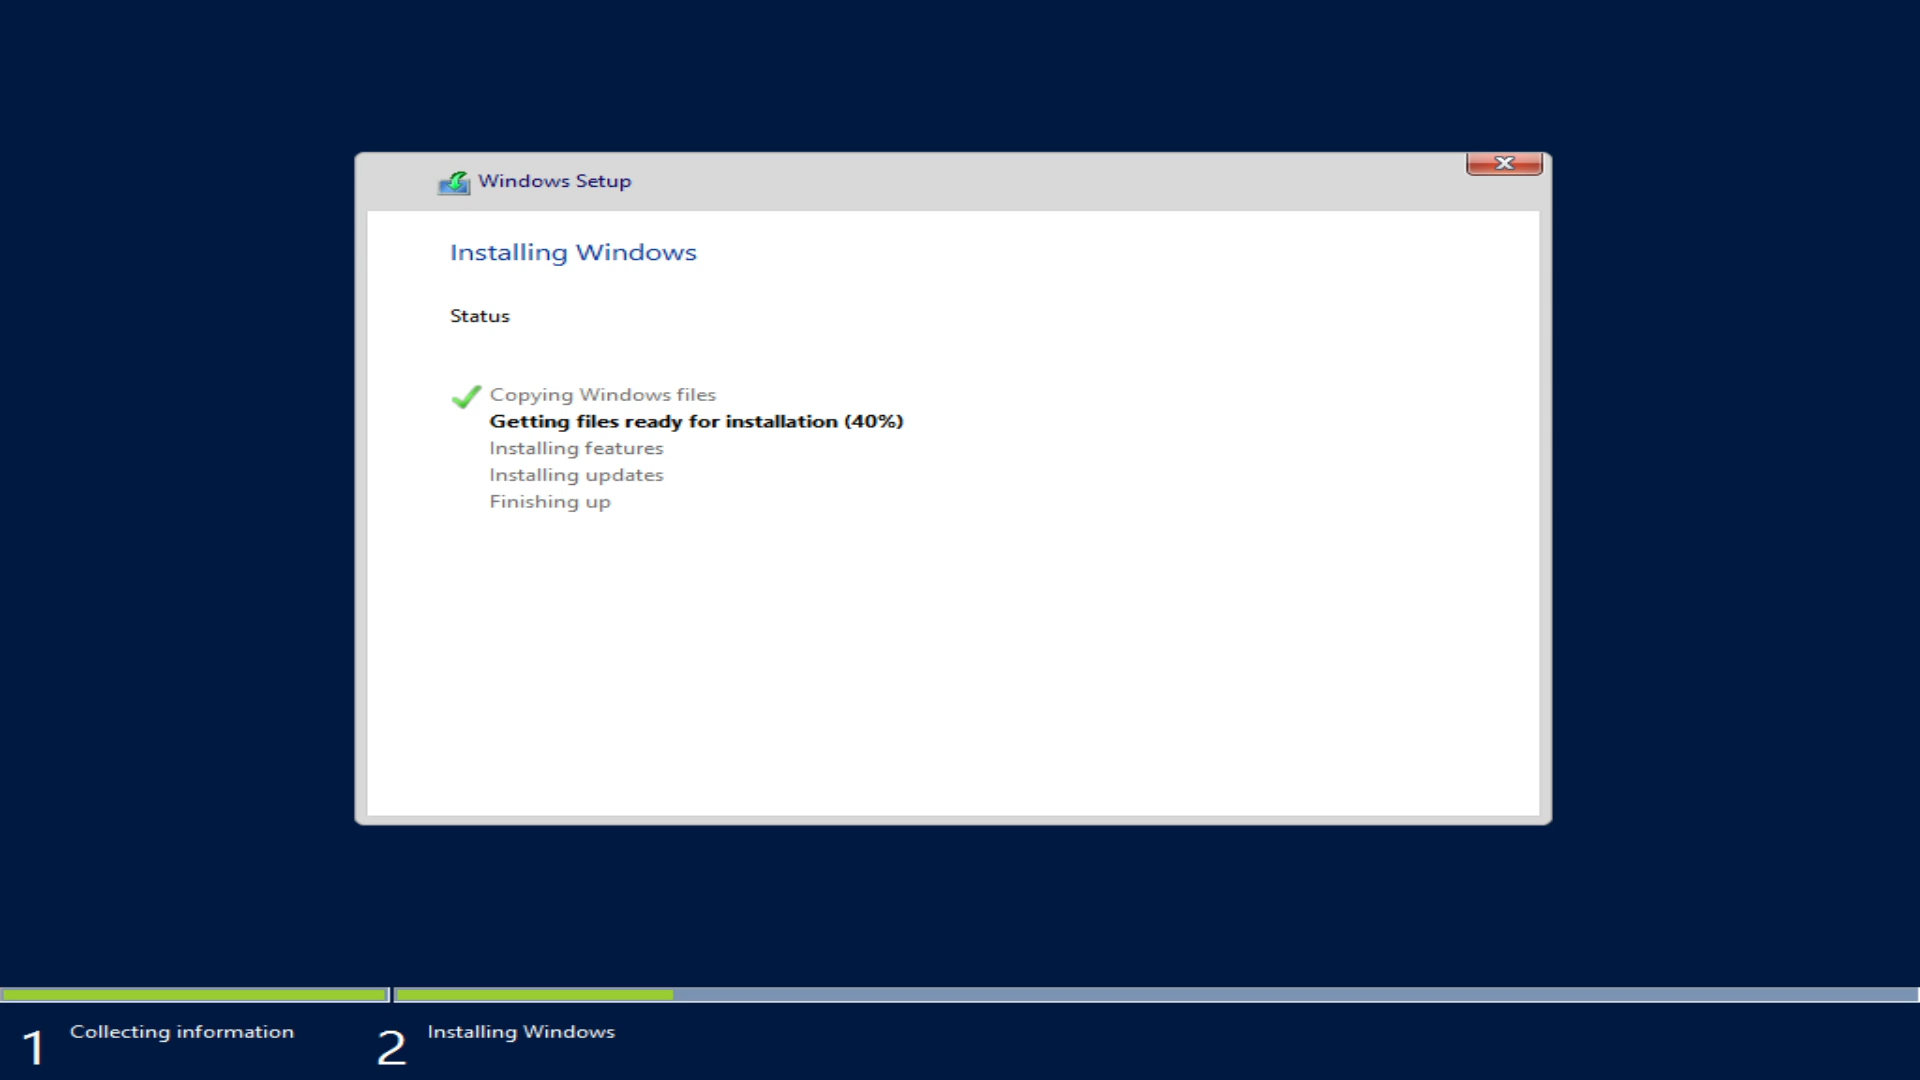 Windows Setup
Installing Windows
Status
Copying Windows files
Getting files ready for installation (40%)
Installing features
Installing updates
Finishing up
1 Collecting information
2 Installing Windows